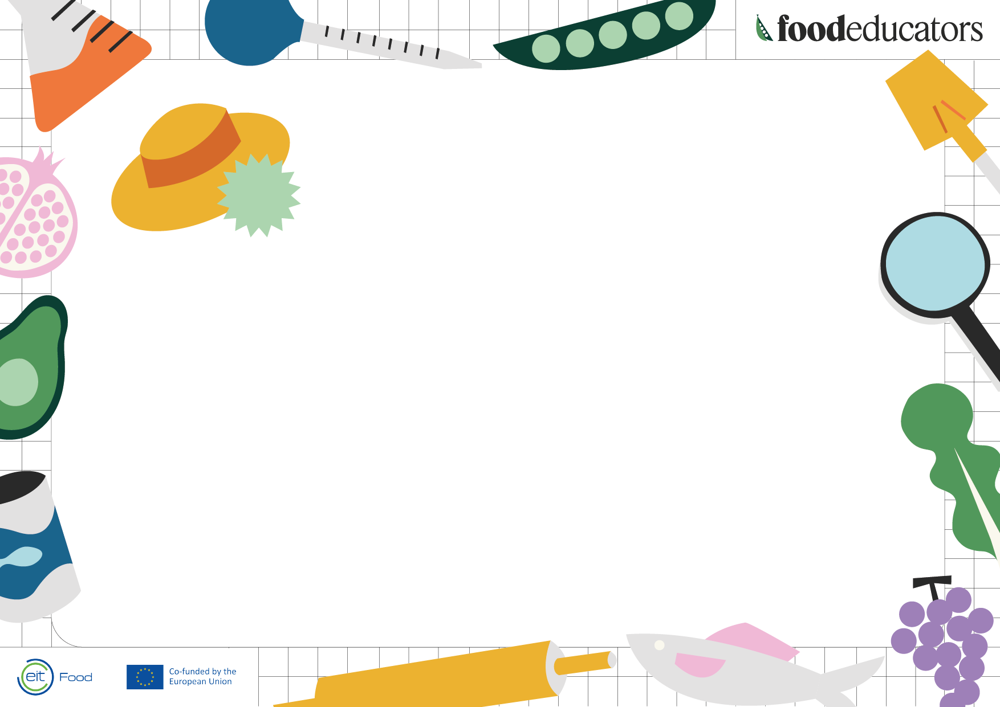 foodeducators
eit Food
Co-funded by the
European Union